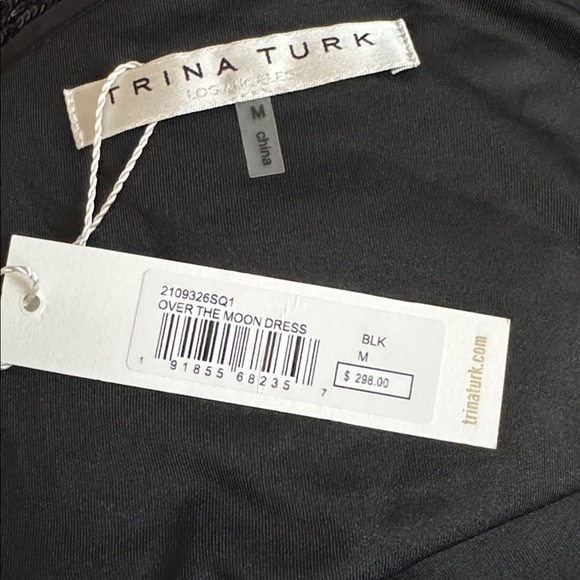 TRINA TURK
LOS ANGELES
M
china
2109326SQ1
OVER THE MOON DRESS
BLK
M
$ 298.00
1 91855 68235 7
trinaturk.com